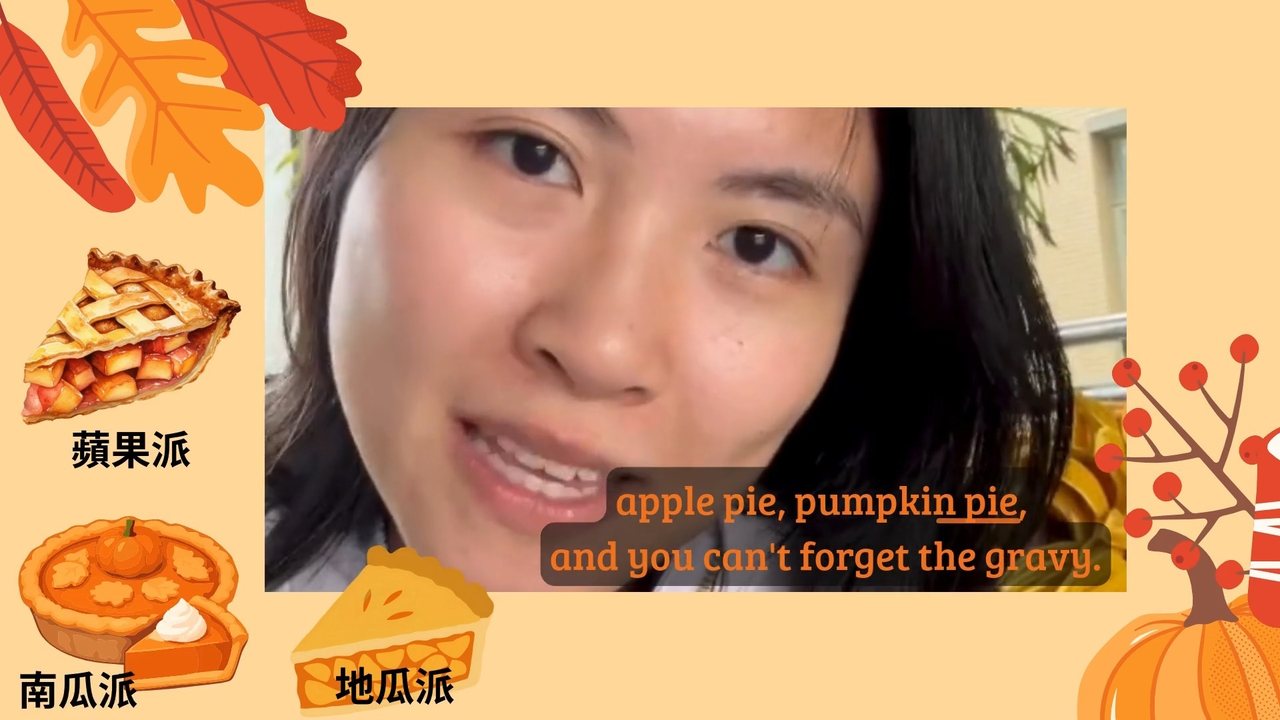 apple pie, pumpkin pie,
and you can't forget the gravy.
蘋果派
南瓜派
地瓜派